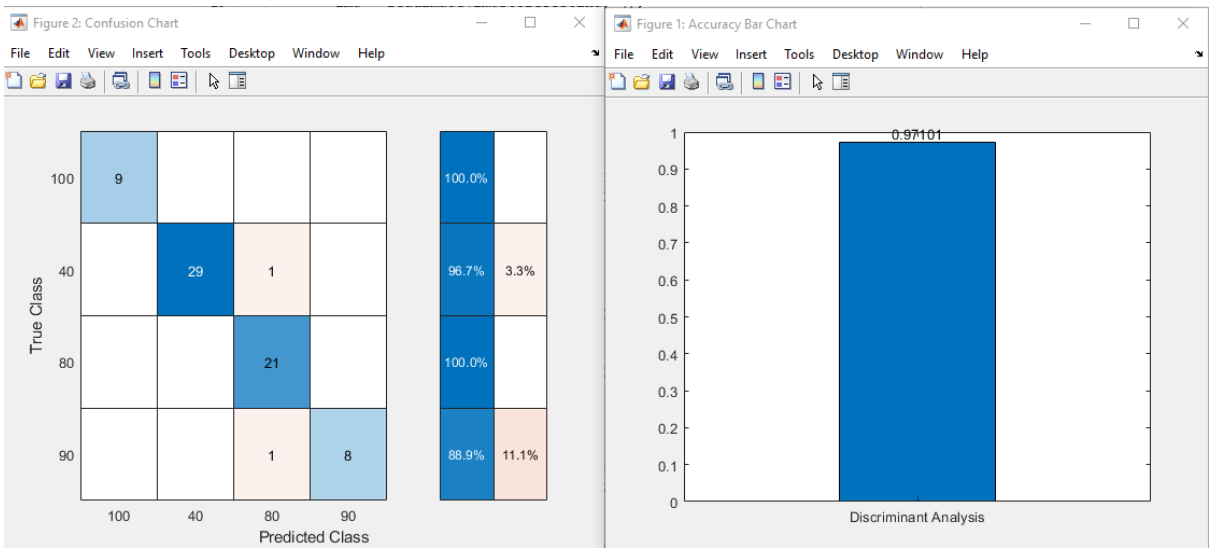 Figure 2: Confusion Chart
File Edit View Insert Tools Desktop Window Help
100 9 100.0%
40 29 1 96.7% 3.3%
80 21 100.0%
90 1 8 88.9% 11.1%
True Class
100 40 80 90
Predicted Class
Figure 1: Accuracy Bar Chart
File Edit View Insert Tools Desktop Window Help
0.97101
1
0.9
0.8
0.7
0.6
0.5
0.4
0.3
0.2
0.1
0
Discriminant Analysis